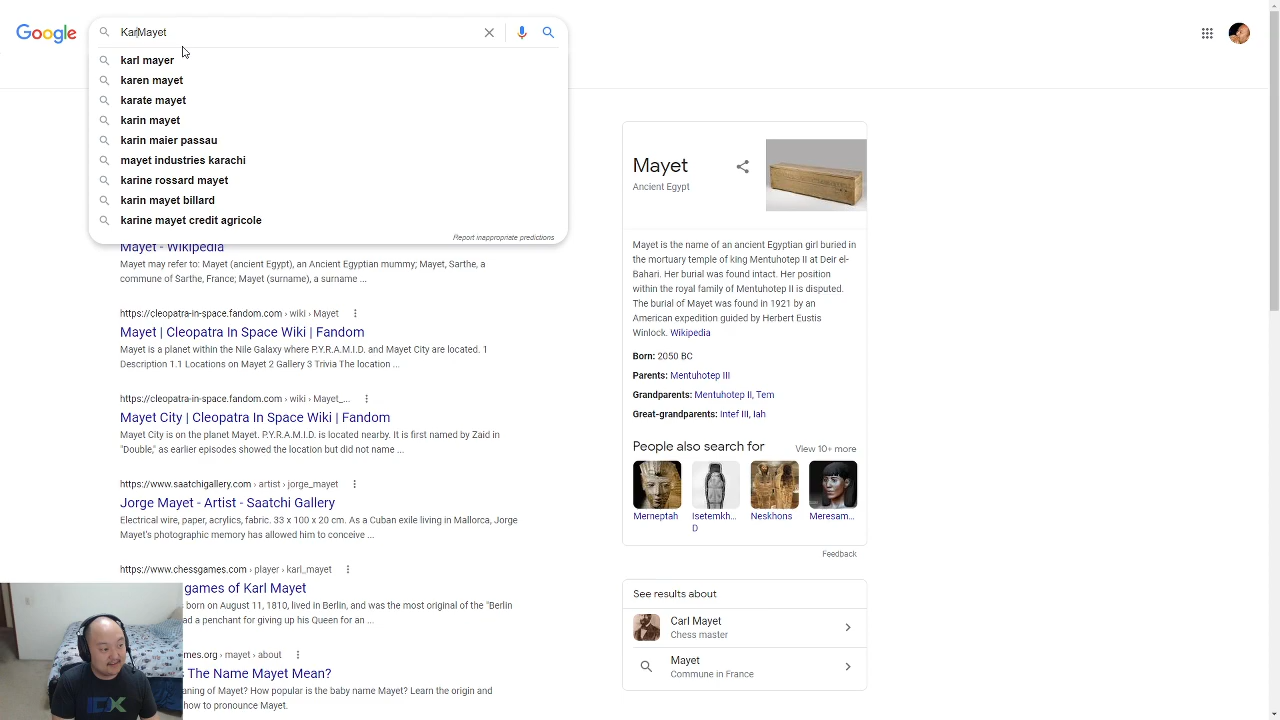 Google
KarMayet
karl mayer
karen mayet
karate mayet
karin mayet
karin maier passau
mayet industries karachi
karine rossard mayet
karin mayet billard
karine mayet credit agricole
Report inappropriate predictions
Mayet - Wikipedia
Mayet may refer to: Mayet (ancient Egypt), an Ancient Egyptian mummy; Mayet, Sarthe, a
commune of Sarthe, France; Mayet (surname), a surname ...
https://cleopatra-in-space.fandom.com › wiki › Mayet
Mayet | Cleopatra In Space Wiki | Fandom
Mayet is a planet within the Nile Galaxy where P.Y.R.A.M.I.D. and Mayet City are located. 1
Description 1.1 Locations on Mayet 2 Gallery 3 Trivia The location ...
https://cleopatra-in-space.fandom.com › wiki › Mayet_...
Mayet City | Cleopatra In Space Wiki | Fandom
Mayet City is on the planet Mayet. P.Y.R.A.M.I.D. is located nearby. It is first named by Zaid in
"Double," as earlier episodes showed the location but did not name ...
https://www.saatchigallery.com › artist › jorge_mayet
Jorge Mayet - Artist - Saatchi Gallery
Electrical wire, paper, acrylics, fabric. 33 x 100 x 20 cm. As a Cuban exile living in Mallorca, Jorge
Mayet's photographic memory has allowed him to conceive ...
https://www.chessgames.com › player › karl_mayet
games of Karl Mayet
born on August 11, 1810, lived in Berlin, and was the most original of the "Berlin
ad a penchant for giving up his Queen for an ...
mes.org › mayet › about
The Name Mayet Mean?
aning of Mayet? How popular is the baby name Mayet? Learn the origin and
how to pronounce Mayet.
Mayet
Ancient Egypt
Mayet is the name of an ancient Egyptian girl buried in
the mortuary temple of king Mentuhotep II at Deir el-
Bahari. Her burial was found intact. Her position
within the royal family of Mentuhotep II is disputed.
The burial of Mayet was found in 1921 by an
American expedition guided by Herbert Eustis
Winlock. Wikipedia
Born: 2050 BC
Parents: Mentuhotep III
Grandparents: Mentuhotep II, Tem
Great-grandparents: Intef III, Iah
People also search for
View 10+ more
Merneptah
Isetemkh... D
Neskhons
Meresam...
Feedback
See results about
Carl Mayet
Chess master
Mayet
Commune in France